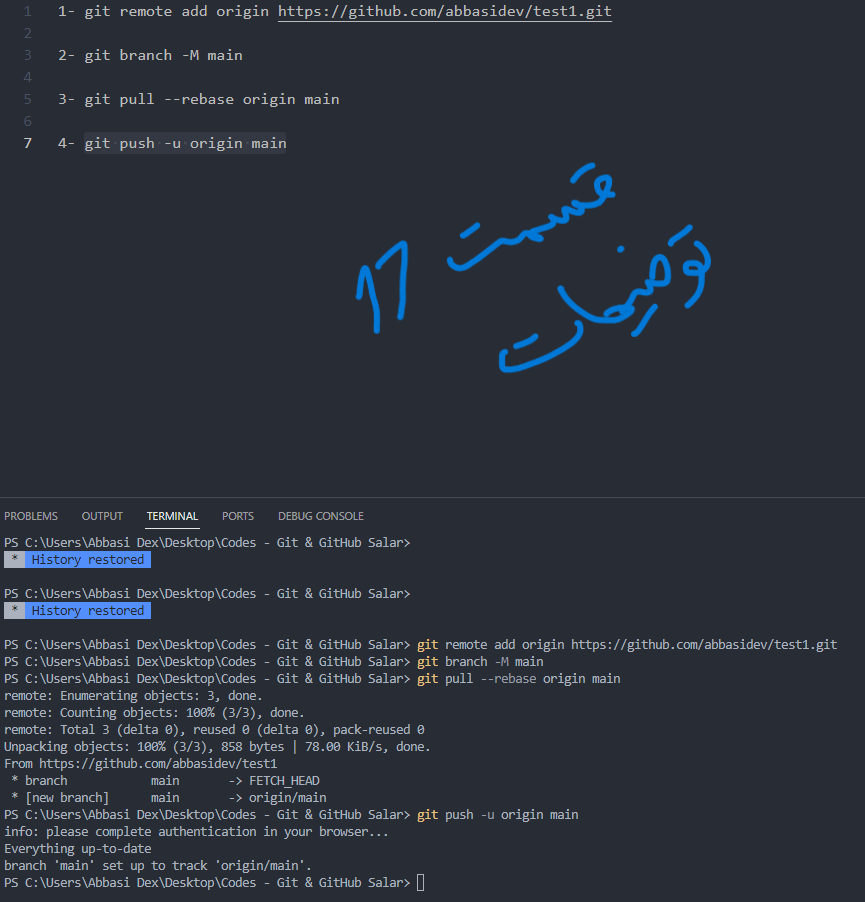 1 1- git remote add origin https://github.com/abbasidev/test1.git
2
3 2- git branch -M main
4
5 3- git pull --rebase origin main
6
7 4- git push -u origin main
قسمت
توضیحات
PROBLEMS OUTPUT TERMINAL PORTS DEBUG CONSOLE
PS C:\Users\Abbasi Dex\Desktop\Codes - Git & GitHub Salar>
* History restored
PS C:\Users\Abbasi Dex\Desktop\Codes - Git & GitHub Salar>
* History restored
PS C:\Users\Abbasi Dex\Desktop\Codes - Git & GitHub Salar> git remote add origin https://github.com/abbasidev/test1.git
PS C:\Users\Abbasi Dex\Desktop\Codes - Git & GitHub Salar> git branch -M main
PS C:\Users\Abbasi Dex\Desktop\Codes - Git & GitHub Salar> git pull --rebase origin main
remote: Enumerating objects: 3, done.
remote: Counting objects: 100% (3/3), done.
remote: Total 3 (delta 0), reused 0 (delta 0), pack-reused 0
Unpacking objects: 100% (3/3), 858 bytes | 78.00 KiB/s, done.
From https://github.com/abbasidev/test1
* branch main -> FETCH_HEAD
* [new branch] main -> origin/main
PS C:\Users\Abbasi Dex\Desktop\Codes - Git & GitHub Salar> git push -u origin main
info: please complete authentication in your browser...
Everything up-to-date
branch 'main' set up to track 'origin/main'.
PS C:\Users\Abbasi Dex\Desktop\Codes - Git & GitHub Salar>